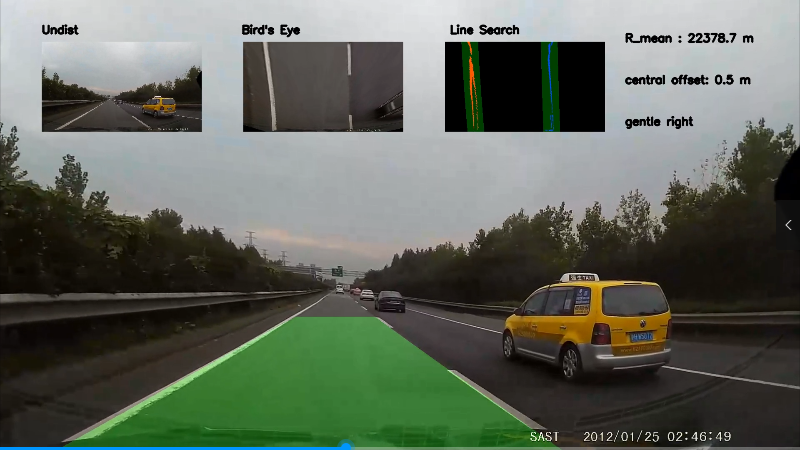 Undist
Bird's Eye
Line Search
R_mean : 22378.7 m
central offset: 0.5 m
gentle right
TAXI
SAST 2012/01/25 02:46:49